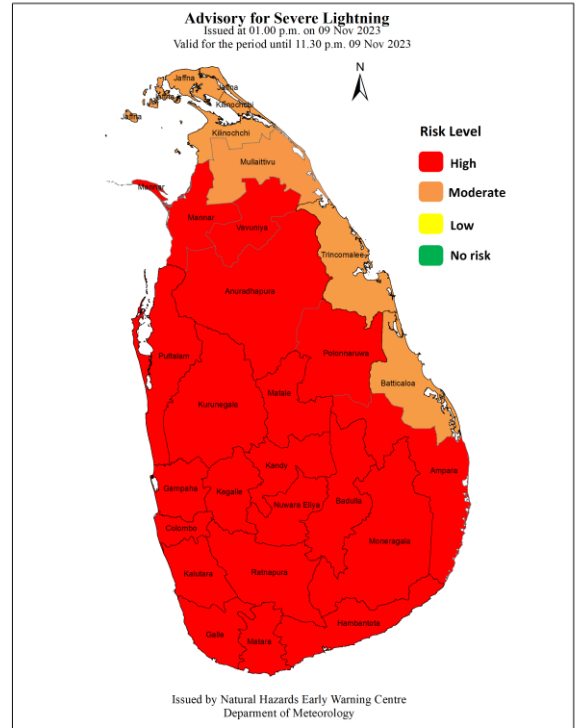 Advisory for Severe Lightning
Issued at 01.00 p.m. on 09 Nov 2023
Valid for the period until 11.30 p.m. 09 Nov 2023
N
Jaffna
Jaffna
Kilinochchi
Jaffna
Kilinochchi
Mullaittivu
Risk Level
High
Moderate
Low
No risk
Mannar
Mannar
Vavuniya
Trincomalee
Anuradhapura
Puttalam
Polonnaruwa
Batticaloa
Kurunegala
Matale
Ampara
Kandy
Gampaha
Kegalle
Nuwara Eliya
Badulla
Colombo
Moneragala
Kalutara
Ratnapura
Hambantota
Galle
Matara
Issued by Natural Hazards Early Warning Centre
Deparment of Meteorology